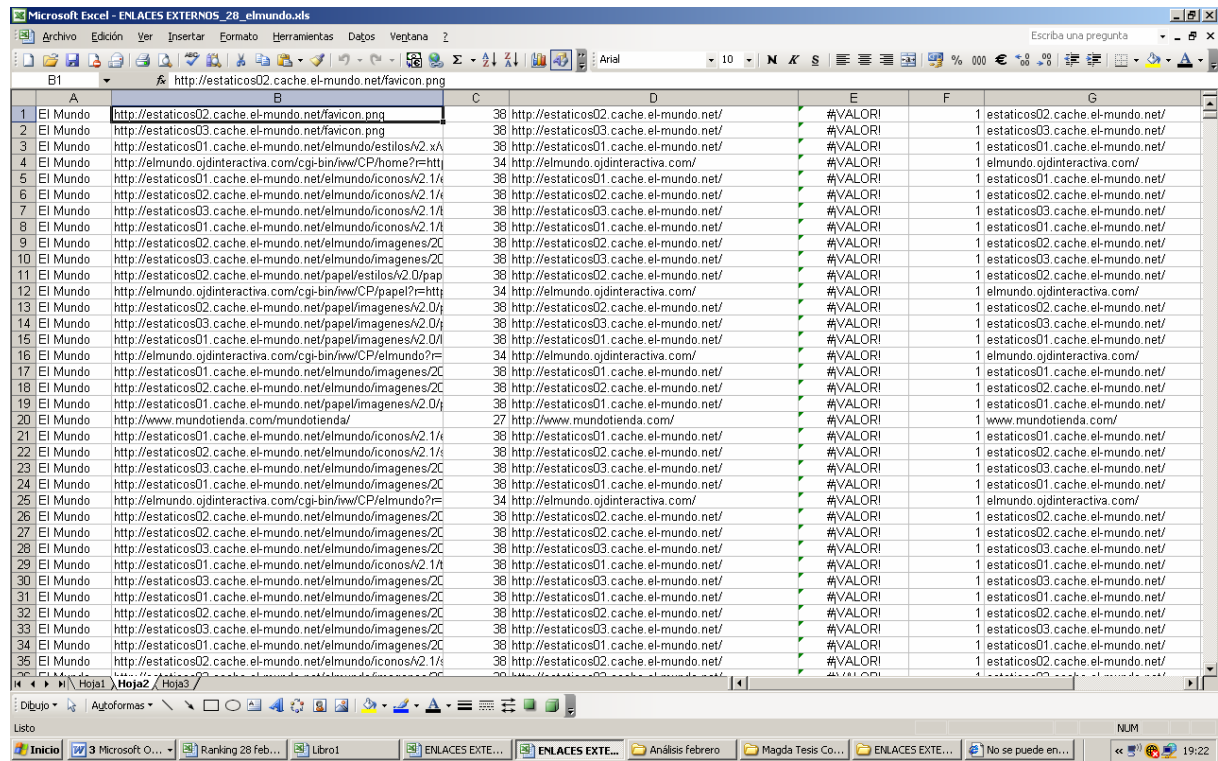 Microsoft Excel - ENLACES EXTERNOS_28_elmundo.xls
Archivo Edición Ver Insertar Formato Herramientas Datos Ventana ? Escriba una pregunta
Arial 10 N K S
B1 fx http://estaticos02.cache.el-mundo.net/favicon.png
A B C D E F G
1 El Mundo http://estaticos02.cache.el-mundo.net/favicon.png 38 http://estaticos02.cache.el-mundo.net/ #¡VALOR! 1 estaticos02.cache.el-mundo.net/
2 El Mundo http://estaticos03.cache.el-mundo.net/favicon.png 38 http://estaticos03.cache.el-mundo.net/ #¡VALOR! 1 estaticos03.cache.el-mundo.net/
3 El Mundo http://estaticos01.cache.el-mundo.net/elmundo/estilos/v2.x/v 38 http://estaticos01.cache.el-mundo.net/ #¡VALOR! 1 estaticos01.cache.el-mundo.net/
4 El Mundo http://elmundo.ojdinteractiva.com/cgi-bin/ivw/CP/home?r=http 34 http://elmundo.ojdinteractiva.com/ #¡VALOR! 1 elmundo.ojdinteractiva.com/
5 El Mundo http://estaticos01.cache.el-mundo.net/elmundo/iconos/v2.1/e 38 http://estaticos01.cache.el-mundo.net/ #¡VALOR! 1 estaticos01.cache.el-mundo.net/
6 El Mundo http://estaticos02.cache.el-mundo.net/elmundo/iconos/v2.1/e 38 http://estaticos02.cache.el-mundo.net/ #¡VALOR! 1 estaticos02.cache.el-mundo.net/
7 El Mundo http://estaticos03.cache.el-mundo.net/elmundo/iconos/v2.1/ 38 http://estaticos03.cache.el-mundo.net/ #¡VALOR! 1 estaticos03.cache.el-mundo.net/
8 El Mundo http://estaticos01.cache.el-mundo.net/elmundo/iconos/v2.1/ 38 http://estaticos01.cache.el-mundo.net/ #¡VALOR! 1 estaticos01.cache.el-mundo.net/
9 El Mundo http://estaticos02.cache.el-mundo.net/elmundo/imagenes/20 38 http://estaticos02.cache.el-mundo.net/ #¡VALOR! 1 estaticos02.cache.el-mundo.net/
10 El Mundo http://estaticos03.cache.el-mundo.net/elmundo/imagenes/20 38 http://estaticos03.cache.el-mundo.net/ #¡VALOR! 1 estaticos03.cache.el-mundo.net/
11 El Mundo http://estaticos02.cache.el-mundo.net/papel/estilos/v2.0/pap 38 http://estaticos02.cache.el-mundo.net/ #¡VALOR! 1 estaticos02.cache.el-mundo.net/
12 El Mundo http://elmundo.ojdinteractiva.com/cgi-bin/ivw/CP/papel?r=http 34 http://elmundo.ojdinteractiva.com/ #¡VALOR! 1 elmundo.ojdinteractiva.com/
13 El Mundo http://estaticos02.cache.el-mundo.net/papel/imagenes/v2.0/p 38 http://estaticos02.cache.el-mundo.net/ #¡VALOR! 1 estaticos02.cache.el-mundo.net/
14 El Mundo http://estaticos03.cache.el-mundo.net/papel/imagenes/v2.0/p 38 http://estaticos03.cache.el-mundo.net/ #¡VALOR! 1 estaticos03.cache.el-mundo.net/
15 El Mundo http://estaticos01.cache.el-mundo.net/papel/imagenes/v2.0/l 38 http://estaticos01.cache.el-mundo.net/ #¡VALOR! 1 estaticos01.cache.el-mundo.net/
16 El Mundo http://elmundo.ojdinteractiva.com/cgi-bin/ivw/CP/elmundo?r= 34 http://elmundo.ojdinteractiva.com/ #¡VALOR! 1 elmundo.ojdinteractiva.com/
17 El Mundo http://estaticos01.cache.el-mundo.net/elmundo/imagenes/20 38 http://estaticos01.cache.el-mundo.net/ #¡VALOR! 1 estaticos01.cache.el-mundo.net/
18 El Mundo http://estaticos02.cache.el-mundo.net/elmundo/imagenes/20 38 http://estaticos02.cache.el-mundo.net/ #¡VALOR! 1 estaticos02.cache.el-mundo.net/
19 El Mundo http://estaticos01.cache.el-mundo.net/papel/imagenes/v2.0/p 38 http://estaticos01.cache.el-mundo.net/ #¡VALOR! 1 estaticos01.cache.el-mundo.net/
20 El Mundo http://www.mundotienda.com/mundotienda/ 27 http://www.mundotienda.com/ #¡VALOR! 1 www.mundotienda.com/
21 El Mundo http://estaticos01.cache.el-mundo.net/elmundo/iconos/v2.1/e 38 http://estaticos01.cache.el-mundo.net/ #¡VALOR! 1 estaticos01.cache.el-mundo.net/
22 El Mundo http://estaticos02.cache.el-mundo.net/elmundo/iconos/v2.1/s 38 http://estaticos02.cache.el-mundo.net/ #¡VALOR! 1 estaticos02.cache.el-mundo.net/
23 El Mundo http://estaticos03.cache.el-mundo.net/elmundo/imagenes/20 38 http://estaticos03.cache.el-mundo.net/ #¡VALOR! 1 estaticos03.cache.el-mundo.net/
24 El Mundo http://estaticos01.cache.el-mundo.net/elmundo/imagenes/20 38 http://estaticos01.cache.el-mundo.net/ #¡VALOR! 1 estaticos01.cache.el-mundo.net/
25 El Mundo http://elmundo.ojdinteractiva.com/cgi-bin/ivw/CP/elmundo?r= 34 http://elmundo.ojdinteractiva.com/ #¡VALOR! 1 elmundo.ojdinteractiva.com/
26 El Mundo http://estaticos02.cache.el-mundo.net/elmundo/imagenes/20 38 http://estaticos02.cache.el-mundo.net/ #¡VALOR! 1 estaticos02.cache.el-mundo.net/
27 El Mundo http://estaticos02.cache.el-mundo.net/elmundo/imagenes/20 38 http://estaticos02.cache.el-mundo.net/ #¡VALOR! 1 estaticos02.cache.el-mundo.net/
28 El Mundo http://estaticos03.cache.el-mundo.net/elmundo/imagenes/20 38 http://estaticos03.cache.el-mundo.net/ #¡VALOR! 1 estaticos03.cache.el-mundo.net/
29 El Mundo http://estaticos01.cache.el-mundo.net/elmundo/iconos/v2.1/t 38 http://estaticos01.cache.el-mundo.net/ #¡VALOR! 1 estaticos01.cache.el-mundo.net/
30 El Mundo http://estaticos03.cache.el-mundo.net/elmundo/imagenes/20 38 http://estaticos03.cache.el-mundo.net/ #¡VALOR! 1 estaticos03.cache.el-mundo.net/
31 El Mundo http://estaticos01.cache.el-mundo.net/elmundo/imagenes/20 38 http://estaticos01.cache.el-mundo.net/ #¡VALOR! 1 estaticos01.cache.el-mundo.net/
32 El Mundo http://estaticos02.cache.el-mundo.net/elmundo/imagenes/20 38 http://estaticos02.cache.el-mundo.net/ #¡VALOR! 1 estaticos02.cache.el-mundo.net/
33 El Mundo http://estaticos03.cache.el-mundo.net/elmundo/imagenes/20 38 http://estaticos03.cache.el-mundo.net/ #¡VALOR! 1 estaticos03.cache.el-mundo.net/
34 El Mundo http://estaticos01.cache.el-mundo.net/elmundo/imagenes/20 38 http://estaticos01.cache.el-mundo.net/ #¡VALOR! 1 estaticos01.cache.el-mundo.net/
35 El Mundo http://estaticos02.cache.el-mundo.net/elmundo/iconos/v2.1/s 38 http://estaticos02.cache.el-mundo.net/ #¡VALOR! 1 estaticos02.cache.el-mundo.net/
Hoja1 Hoja2 Hoja3
Dibujo Autoformas
Listo NUM
Inicio 3 Microsoft O... Ranking 28 feb... Libro1 ENLACES EXTE... ENLACES EXTE... Análisis febrero Magda Tesis Co... ENLACES EXTE... No se puede en... 19:22